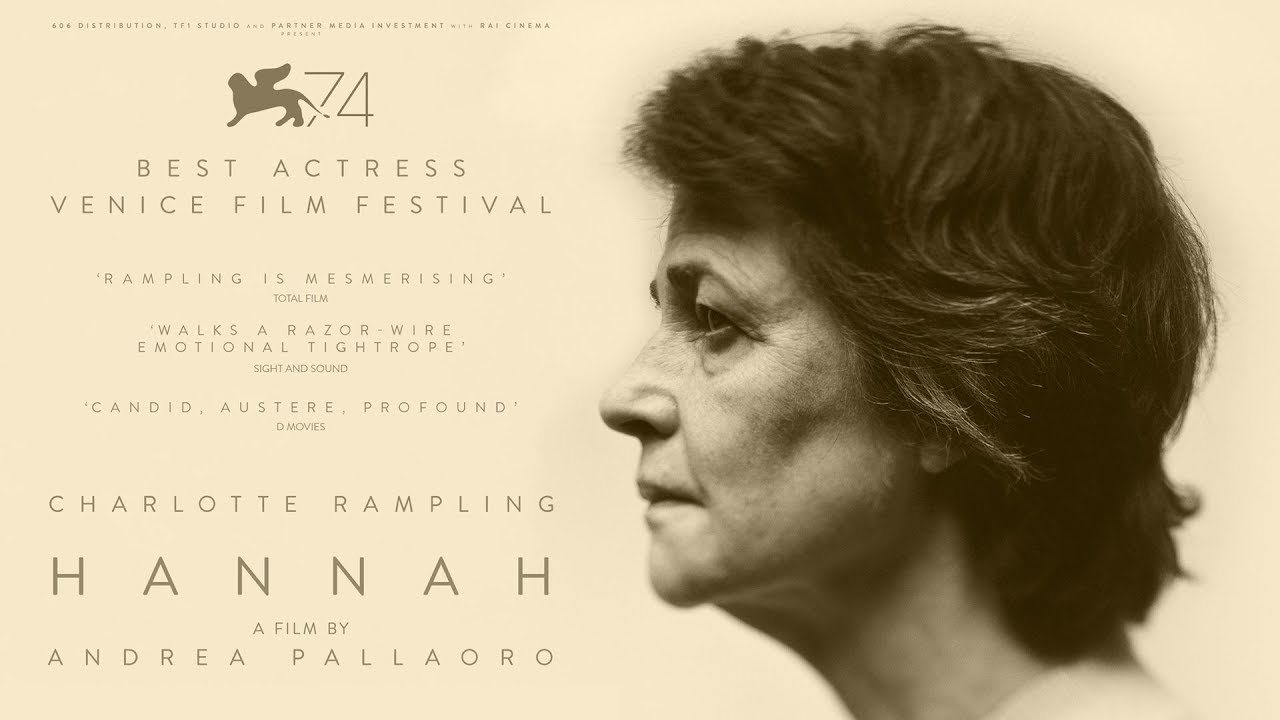 606 DISTRIBUTION, TF1 STUDIO AND PARTNER MEDIA INVESTMENT WITH RAI CINEMA
PRESENT
74
BEST ACTRESS
VENICE FILM FESTIVAL
‘RAMPLING IS MESMERISING’
TOTAL FILM
‘WALKS A RAZOR-WIRE
EMOTIONAL TIGHTROPE’
SIGHT AND SOUND
‘CANDID, AUSTERE, PROFOUND’
D MOVIES
CHARLOTTE RAMPLING
HANNAH
A FILM BY
ANDREA PALLAORO